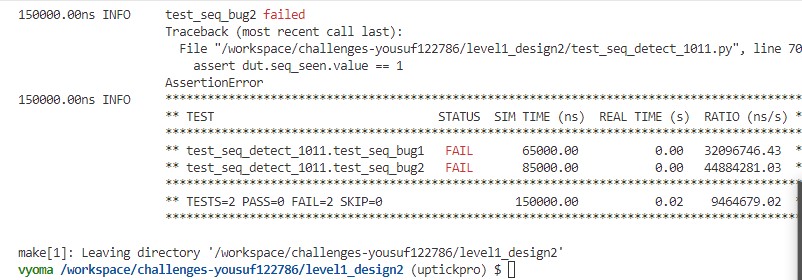 150000.00ns INFO     test_seq_bug2 failed
                     Traceback (most recent call last):
                       File "/workspace/challenges-yousuf122786/level1_design2/test_seq_detect_1011.py", line 70
                         assert dut.seq_seen.value == 1
                     AssertionError
150000.00ns INFO     **************************************************************************************
                     ** TEST                          STATUS  SIM TIME (ns)  REAL TIME (s)  RATIO (ns/s) *
                     **************************************************************************************
                     ** test_seq_detect_1011.test_seq_bug1   FAIL       65000.00           0.00   32096746.43  *
                     ** test_seq_detect_1011.test_seq_bug2   FAIL       85000.00           0.00   44884281.03  *
                     **************************************************************************************
                     ** TESTS=2 PASS=0 FAIL=2 SKIP=0                   150000.00           0.02    9464679.02  *
                     **************************************************************************************
make[1]: Leaving directory '/workspace/challenges-yousuf122786/level1_design2'
vyoma /workspace/challenges-yousuf122786/level1_design2 (uptickpro) $